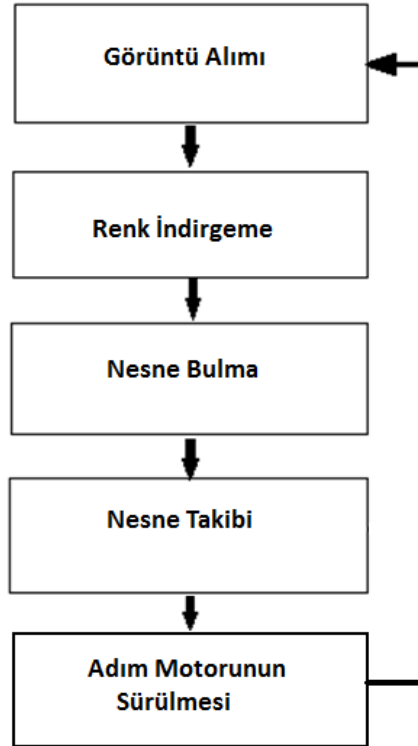 Görüntü Alımı
Renk İndirgeme
Nesne Bulma
Nesne Takibi
Adım Motorunun
Sürülmesi